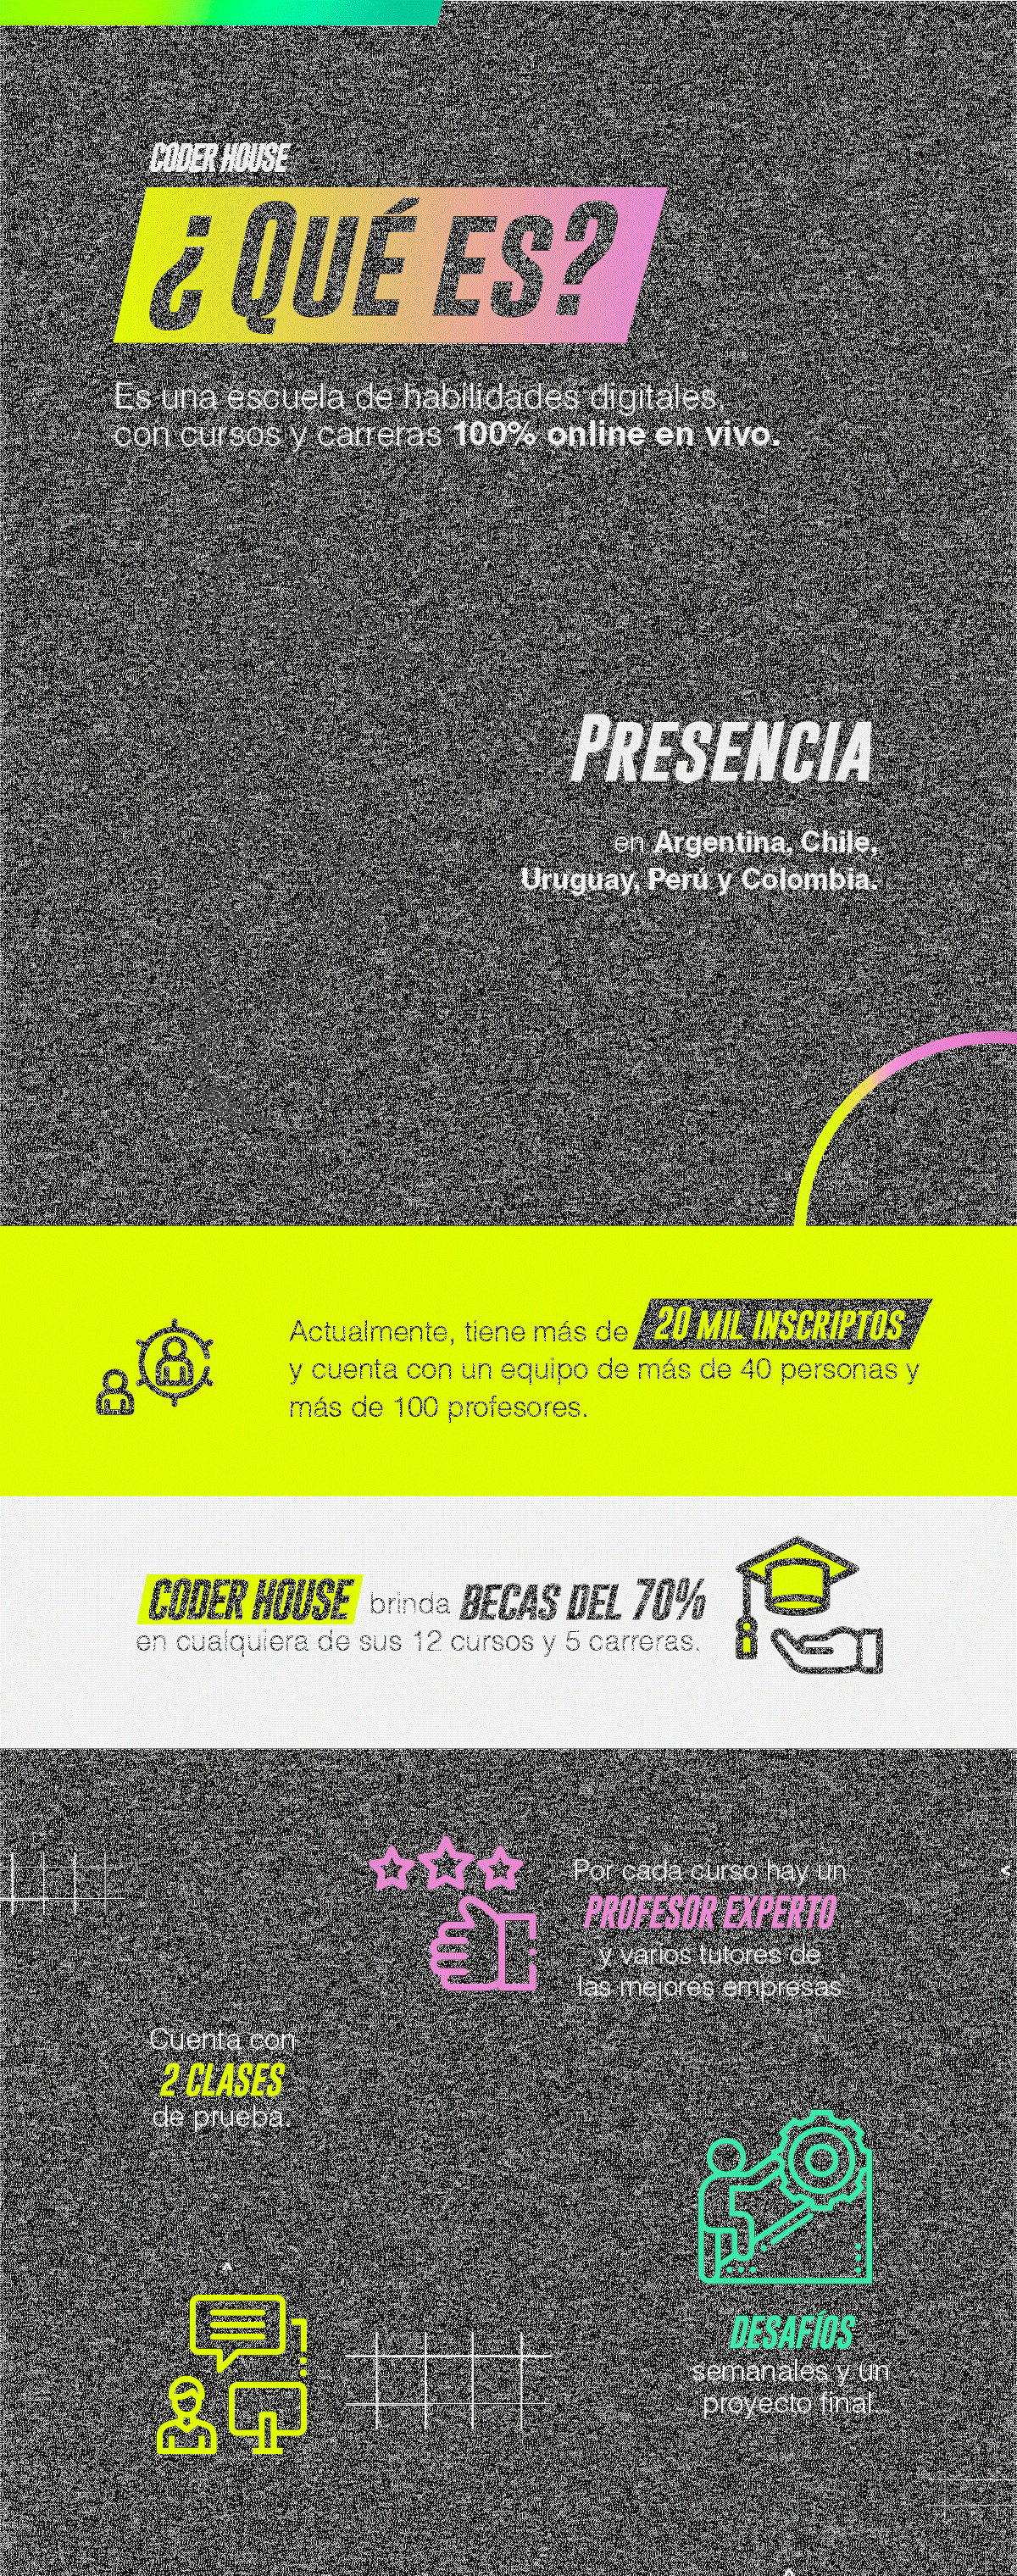 CODER HOUSE
¿QUÉ ES?
Es una escuela de habilidades digitales,
con cursos y carreras 100% online en vivo.
PRESENCIA
en Argentina, Chile,
Uruguay, Perú y Colombia.
Actualmente, tiene más de 20 MIL INSCRIPTOS
y cuenta con un equipo de más de 40 personas y
más de 100 profesores.
CODER HOUSE brinda BECAS DEL 70%
en cualquiera de sus 12 cursos y 5 carreras.
Por cada curso hay un
PROFESOR EXPERTO
y varios tutores de
las mejores empresas
Cuenta con
2 CLASES
de prueba.
DESAFÍOS
semanales y un
proyecto final.